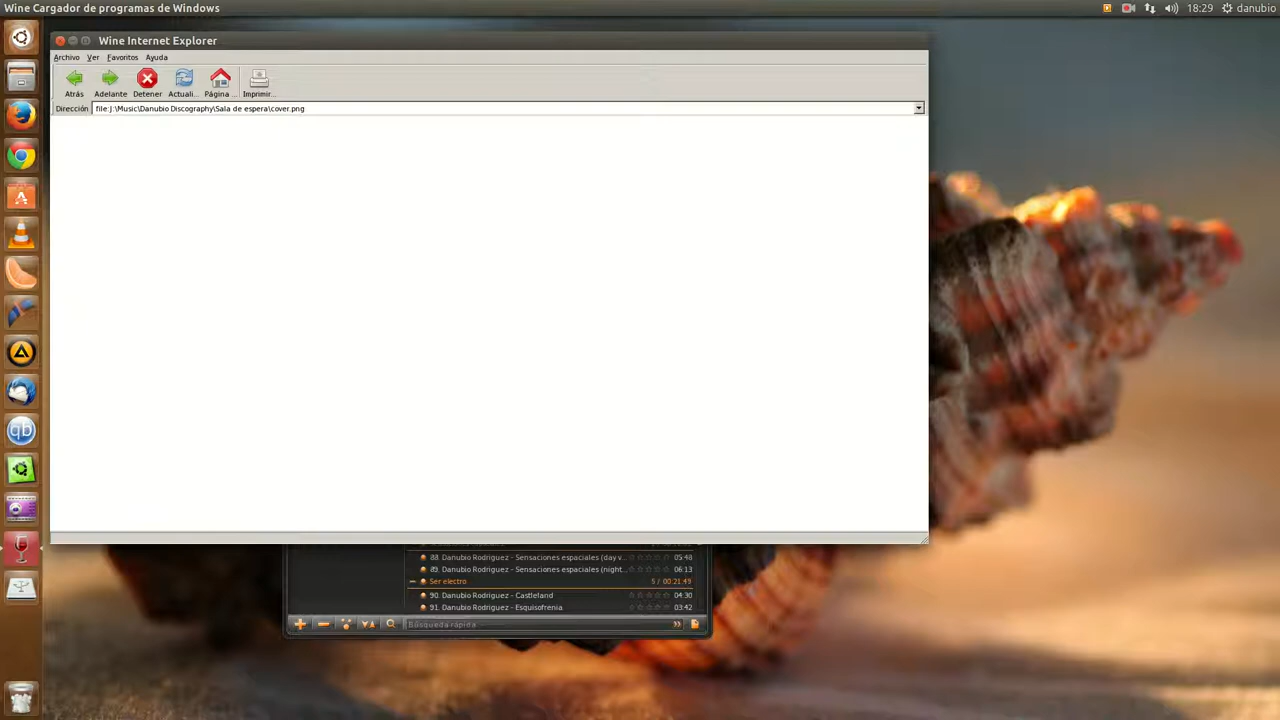 Wine Cargador de programas de Windows
18:29
danubio
Wine Internet Explorer
Archivo Ver Favoritos Ayuda
Atrás Adelante Detener Actuali... Página ... Imprimir...
Dirección file:J:\Music\Danubio Discography\Sala de espera\cover.png
88. Danubio Rodriguez - Sensaciones espaciales (day v... 05:48
89. Danubio Rodriguez - Sensaciones espaciales (night... 06:13
Ser electro 5 / 00:21:49
90. Danubio Rodriguez - Castleland 04:30
91. Danubio Rodriguez - Esquisofrenia 03:42
Búsqueda rápida